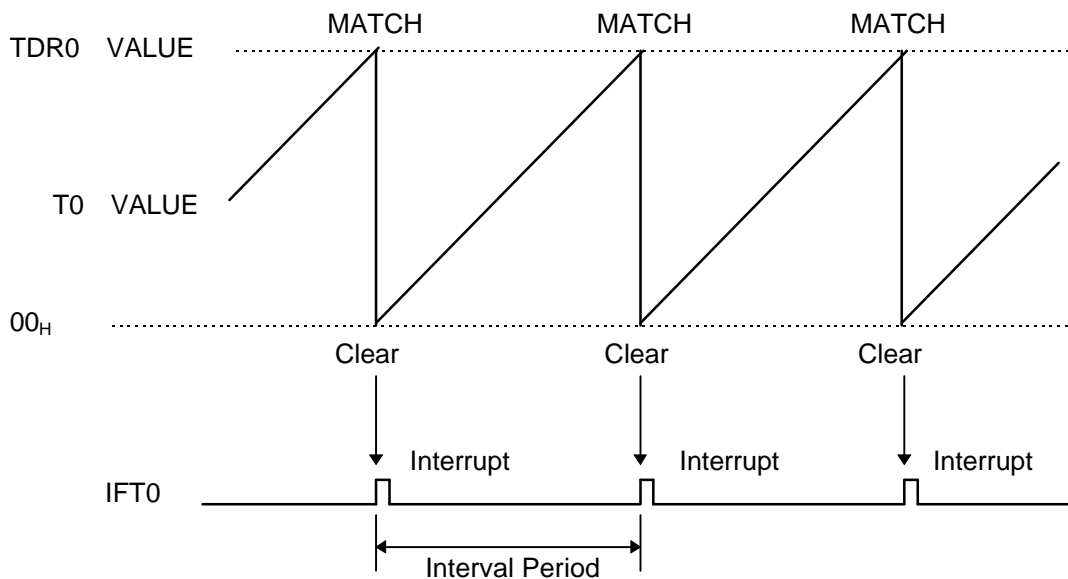 MATCH MATCH MATCH
TDR0 VALUE
T0 VALUE
00H
Clear Clear Clear
Interrupt Interrupt Interrupt
IFT0
Interval Period